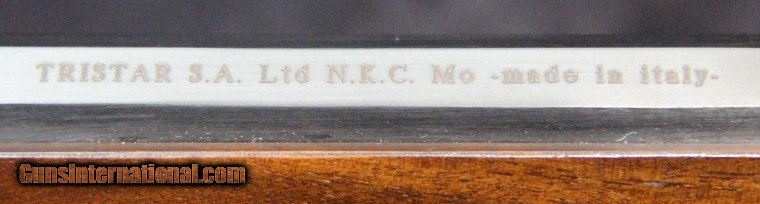 TRISTAR S.A. Ltd N.K.C. Mo -made in italy-
GunsInternational.com